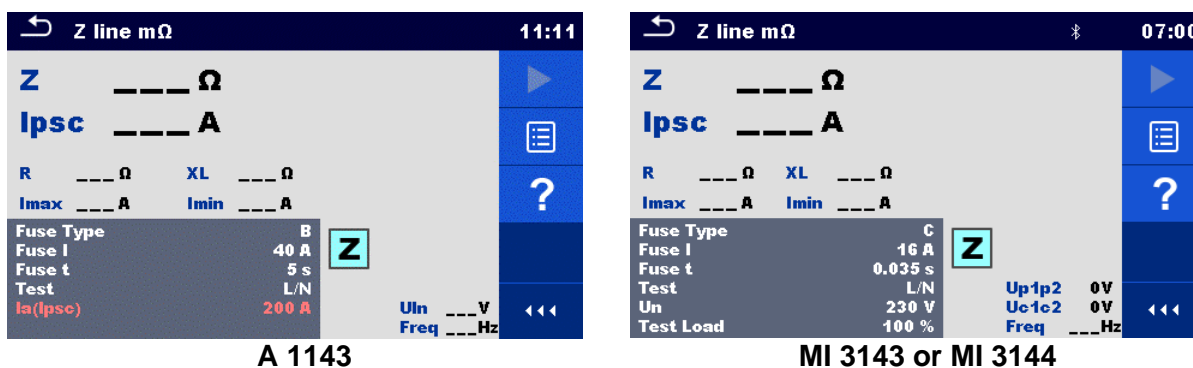 Z line mΩ 11:11
Z ___ Ω
Ipsc ___ A
R ___ Ω XL ___ Ω
Imax ___ A Imin ___ A
Fuse Type B
Fuse I 40 A
Fuse t 5 s
Test L/N
Ia(Ipsc) 200 A
Uln ___V
Freq ___Hz
?
A 1143
Z line mΩ 07:00
Z ___ Ω
Ipsc ___ A
R ___ Ω XL ___ Ω
Imax ___ A Imin ___ A
Fuse Type C
Fuse I 16 A
Fuse t 0.035 s
Test L/N
Un 230 V
Test Load 100 %
Z
Up1p2 0V
Uc1c2 0V
Freq ___Hz
?
MI 3143 or MI 3144